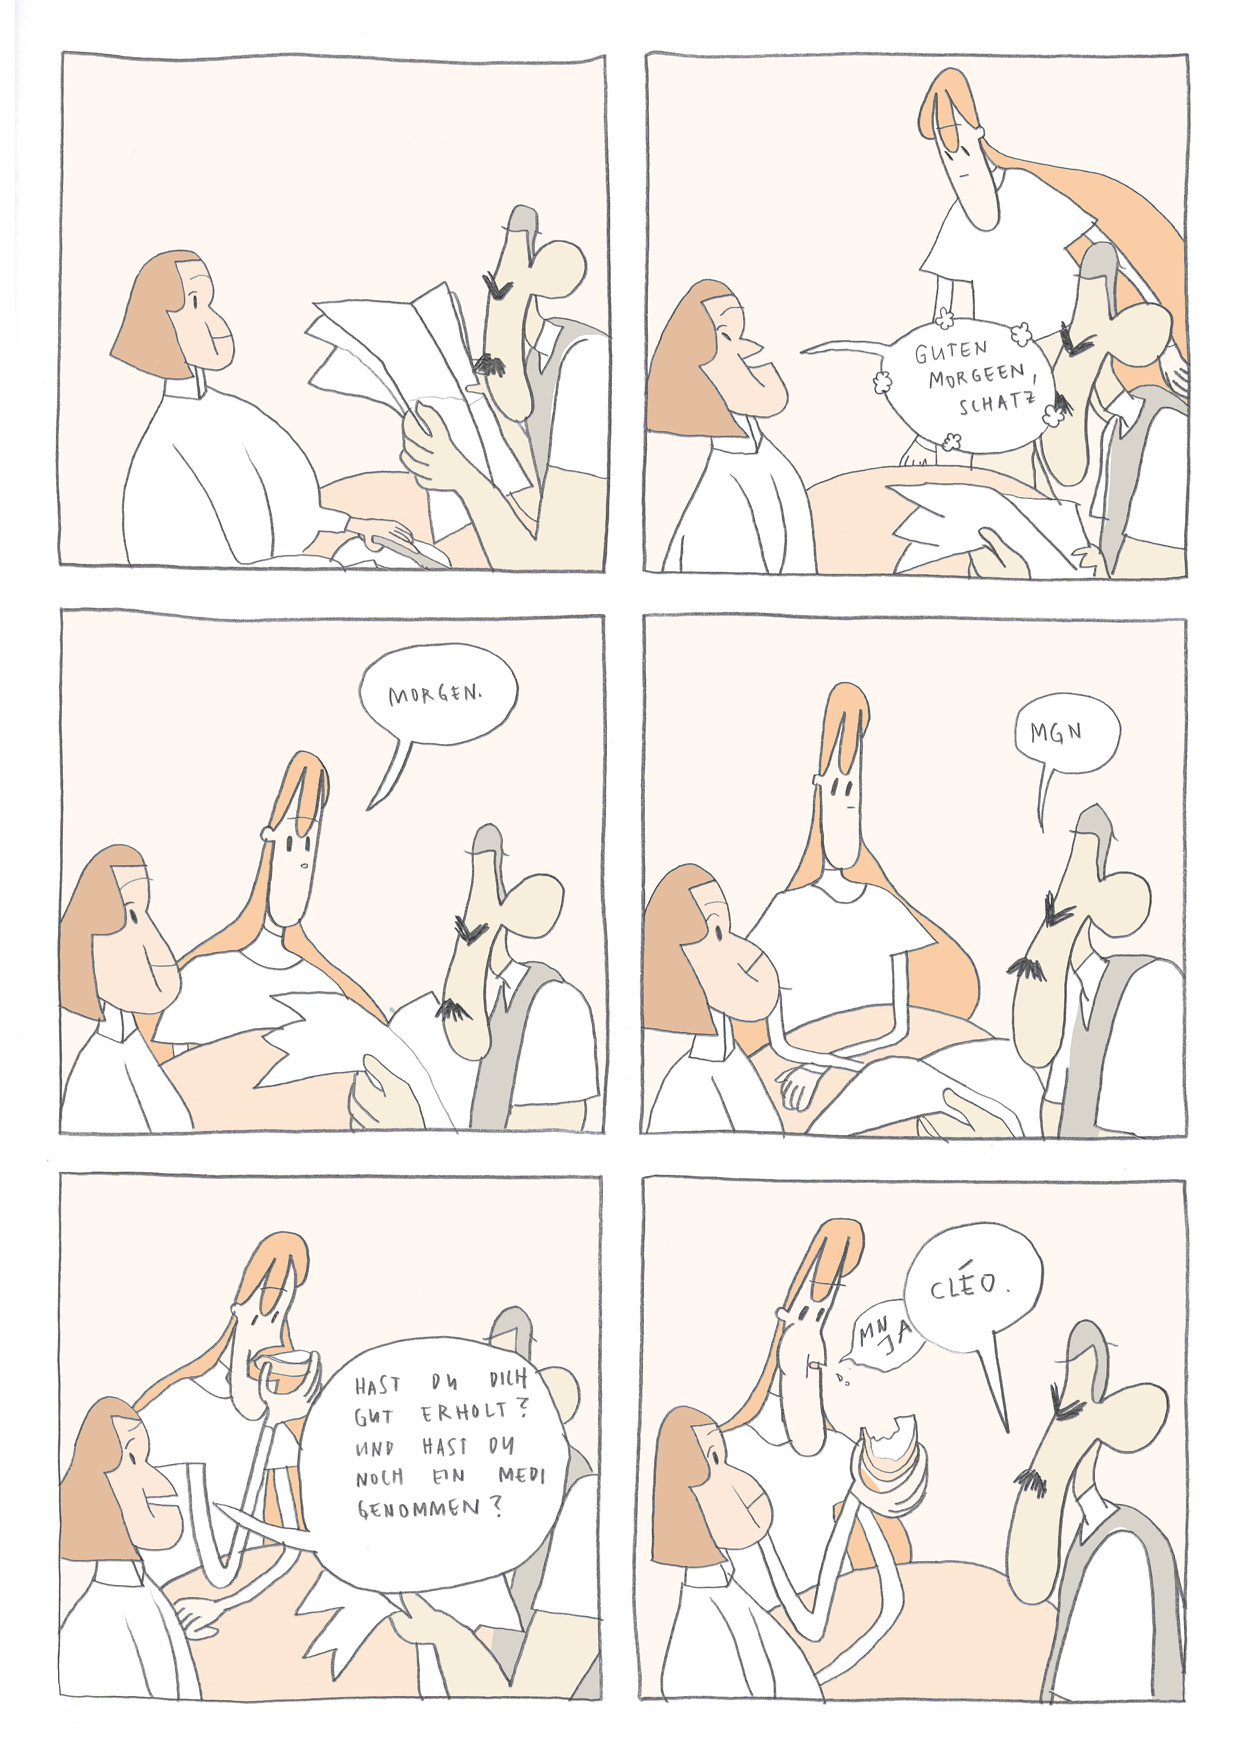 GUTEN
MORGEEN,
SCHATZ
MORGEN.
MGN
HAST DU DICH
GUT ERHOLT?
UND HAST DU
NOCH EIN MEDI
GENOMMEN?
MN
JA
CLÉO.